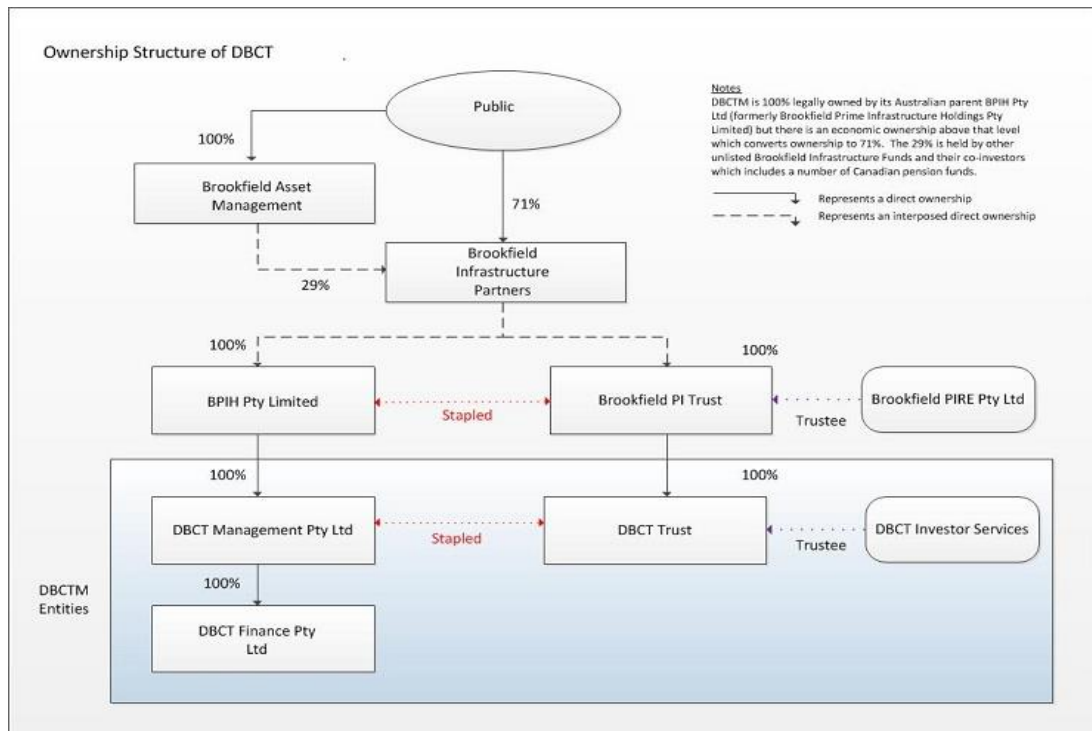 Ownership Structure of DBCT
Public
Notes
DBCTM is 100% legally owned by its Australian parent BPIH Pty
Ltd (formerly Brookfield Prime Infrastructure Holdings Pty
Limited) but there is an economic ownership above that level
which converts ownership to 71%. The 29% is held by other
unlisted Brookfield Infrastructure Funds and their co-investors
which includes a number of Canadian pension funds.
Represents a direct ownership
Represents an interposed direct ownership
100%
Brookfield Asset
Management
71%
Brookfield
Infrastructure
Partners
29%
100%
100%
BPIH Pty Limited
Stapled
Brookfield PI Trust
Trustee
Brookfield PIRE Pty Ltd
100%
100%
DBCT Management Pty Ltd
Stapled
DBCT Trust
Trustee
DBCT Investor Services
DBCTM
Entities
100%
DBCT Finance Pty
Ltd